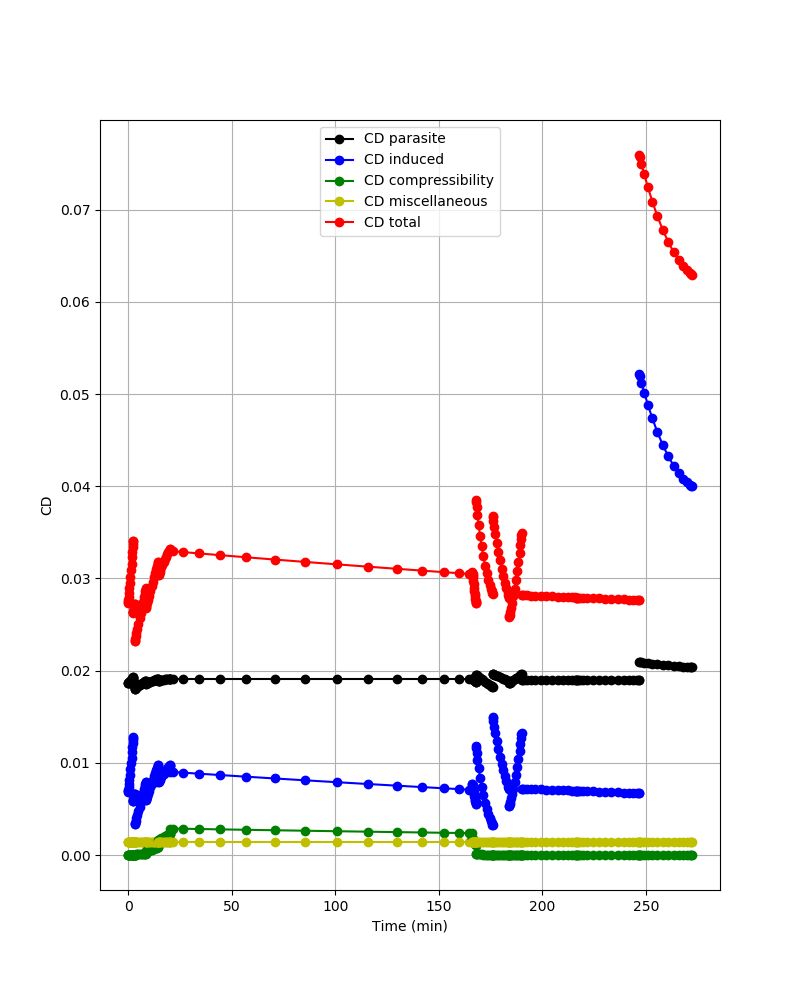 CD parasite
CD induced
CD compressibility
CD miscellaneous
CD total
0.07
0.06
0.05
0.04
0.03
0.02
0.01
0.00
CD
0
50
100
150
200
250
Time (min)